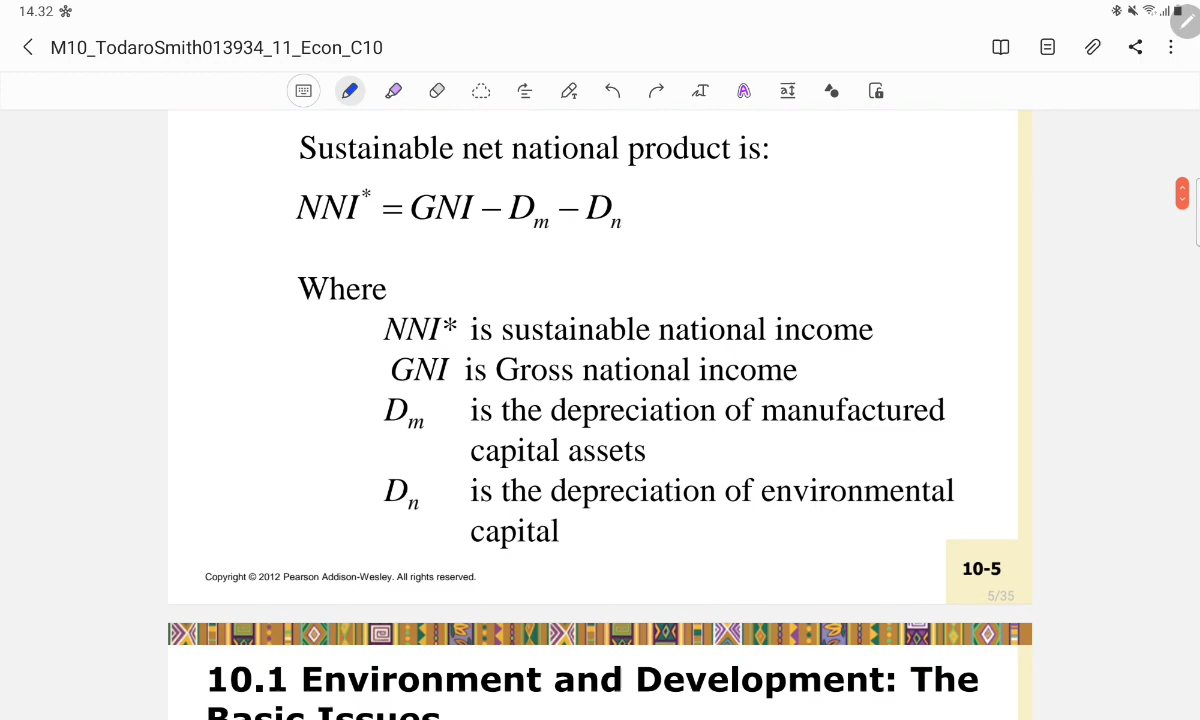 14.32
M10_TodaroSmith013934_11_Econ_C10
Sustainable net national product is:
NNI* = GNI – Dm – Dn
Where
NNI* is sustainable national income
GNI is Gross national income
Dm is the depreciation of manufactured
capital assets
Dn is the depreciation of environmental
capital
Copyright © 2012 Pearson Addison-Wesley. All rights reserved.
10-5
5/35
10.1 Environment and Development: The
Basic Issues